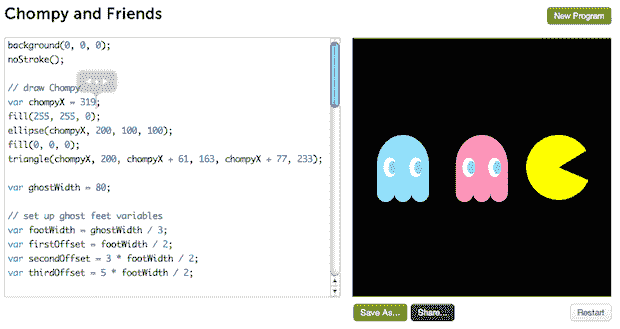 Chompy and Friends
New Program
background(0, 0, 0);
noStroke();
// draw Chompy
var chompyX = 319;
fill(255, 255, 0);
ellipse(chompyX, 200, 100, 100);
fill(0, 0, 0);
triangle(chompyX, 200, chompyX + 61, 163, chompyX + 77, 233);
var ghostWidth = 80;
// set up ghost feet variables
var footWidth = ghostWidth / 3;
var firstOffset = footWidth / 2;
var secondOffset = 3 * footWidth / 2;
var thirdOffset = 5 * footWidth / 2;
Save As...
Share...
Restart